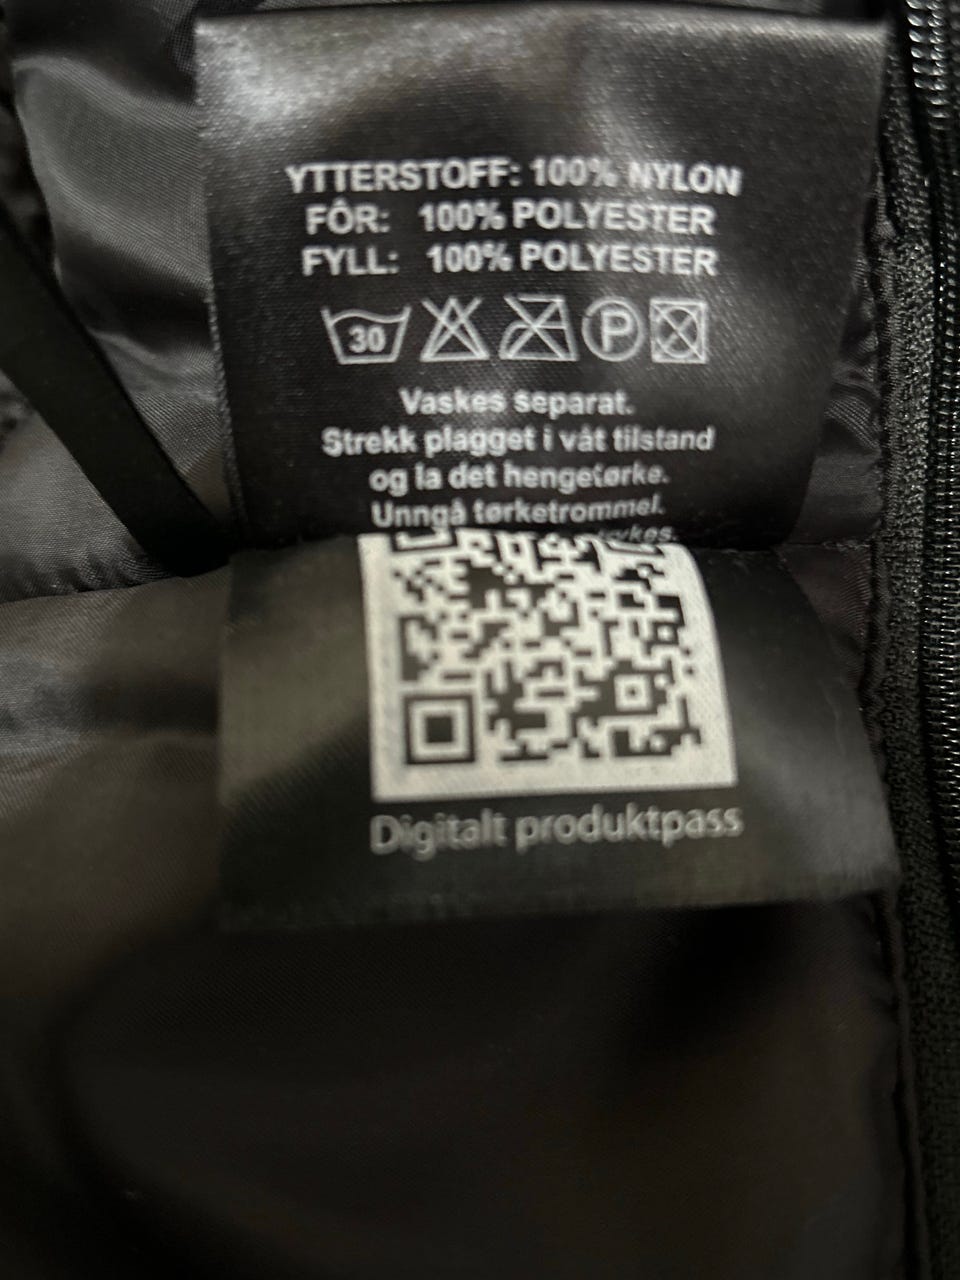 YTTERSTOFF: 100% NYLON
FÔR: 100% POLYESTER
FYLL: 100% POLYESTER
30 P
Vaskes separat.
Strekk plagget i våt tilstand
og la det hengetørke.
Unngå tørketrommel.
Digitalt produktpass